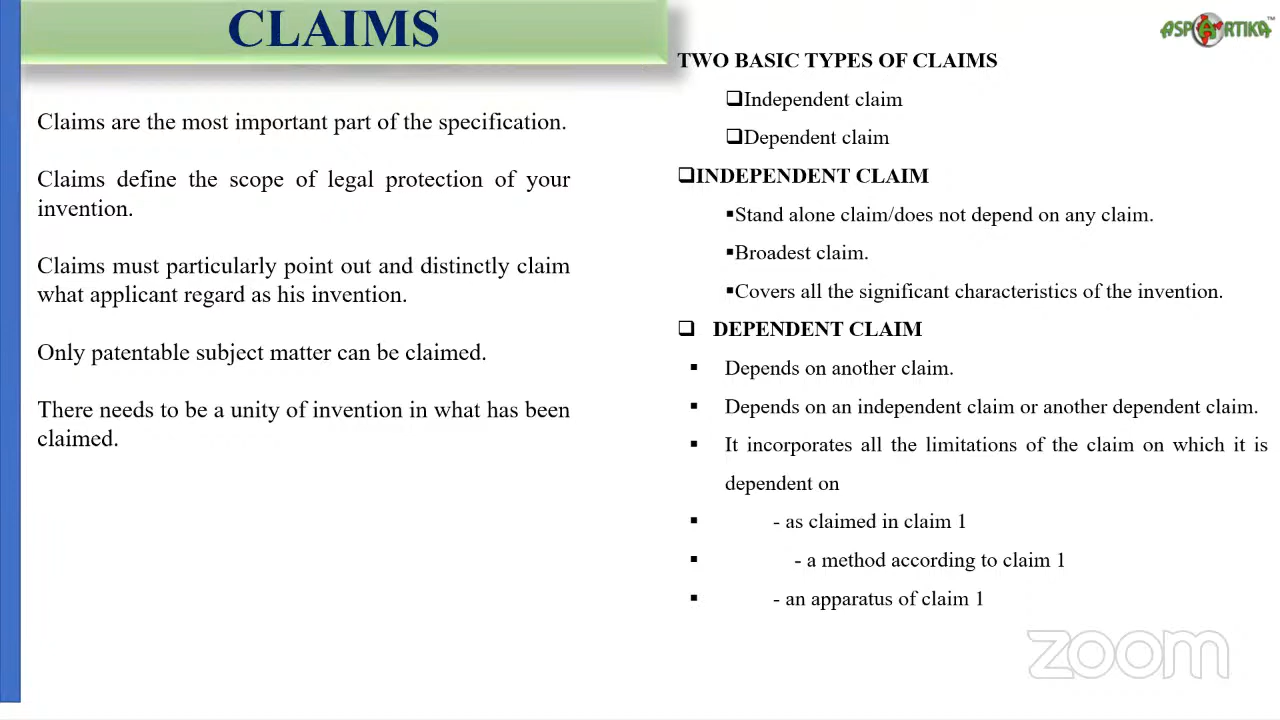 CLAIMS
Claims are the most important part of the specification.
Claims define the scope of legal protection of your
invention.
Claims must particularly point out and distinctly claim
what applicant regard as his invention.
Only patentable subject matter can be claimed.
There needs to be a unity of invention in what has been
claimed.
ASPARTIKA™
TWO BASIC TYPES OF CLAIMS
❑Independent claim
❑Dependent claim
❑INDEPENDENT CLAIM
▪Stand alone claim/does not depend on any claim.
▪Broadest claim.
▪Covers all the significant characteristics of the invention.
❑ DEPENDENT CLAIM
▪ Depends on another claim.
▪ Depends on an independent claim or another dependent claim.
▪ It incorporates all the limitations of the claim on which it is
dependent on
▪ - as claimed in claim 1
▪ - a method according to claim 1
▪ - an apparatus of claim 1
zoom